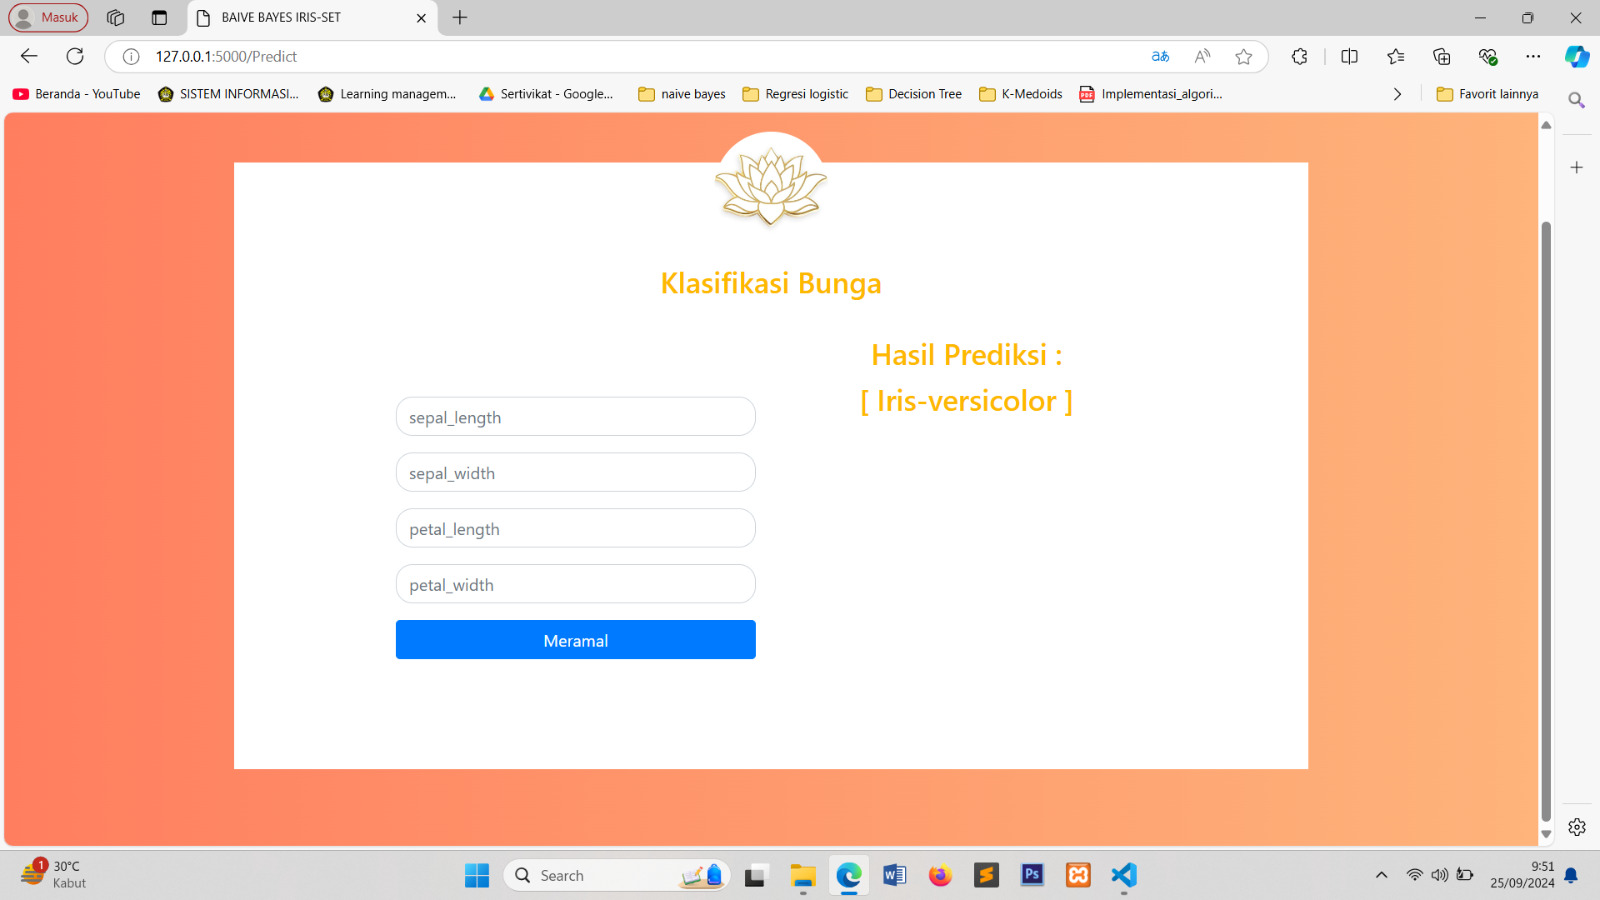 Masuk
BAIVE BAYES IRIS-SET
127.0.0.1:5000/Predict
Beranda - YouTube
SISTEM INFORMASI...
Learning managem...
Sertivikat - Google...
naive bayes
Regresi logistic
Decision Tree
K-Medoids
Implementasi_algori...
Favorit lainnya
Klasifikasi Bunga
Hasil Prediksi :
[ Iris-versicolor ]
sepal_length
sepal_width
petal_length
petal_width
Meramal
1
30°C
Kabut
Search
Ps
9:51
25/09/2024